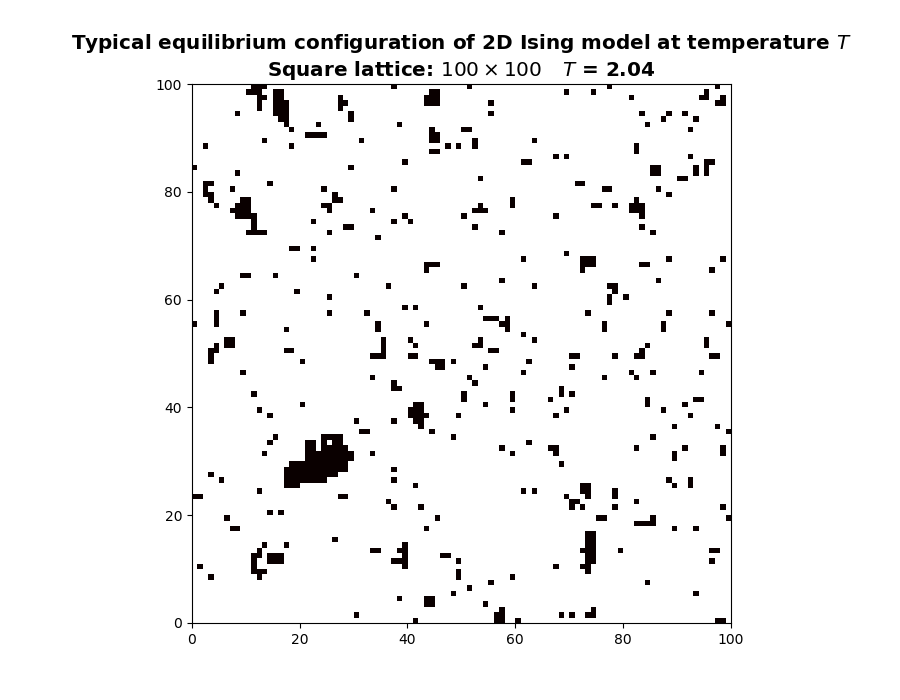 Typical equilibrium configuration of 2D Ising model at temperature T
Square lattice: 100 × 100 T = 2.04
100
80
60
40
20
0
0 20 40 60 80 100